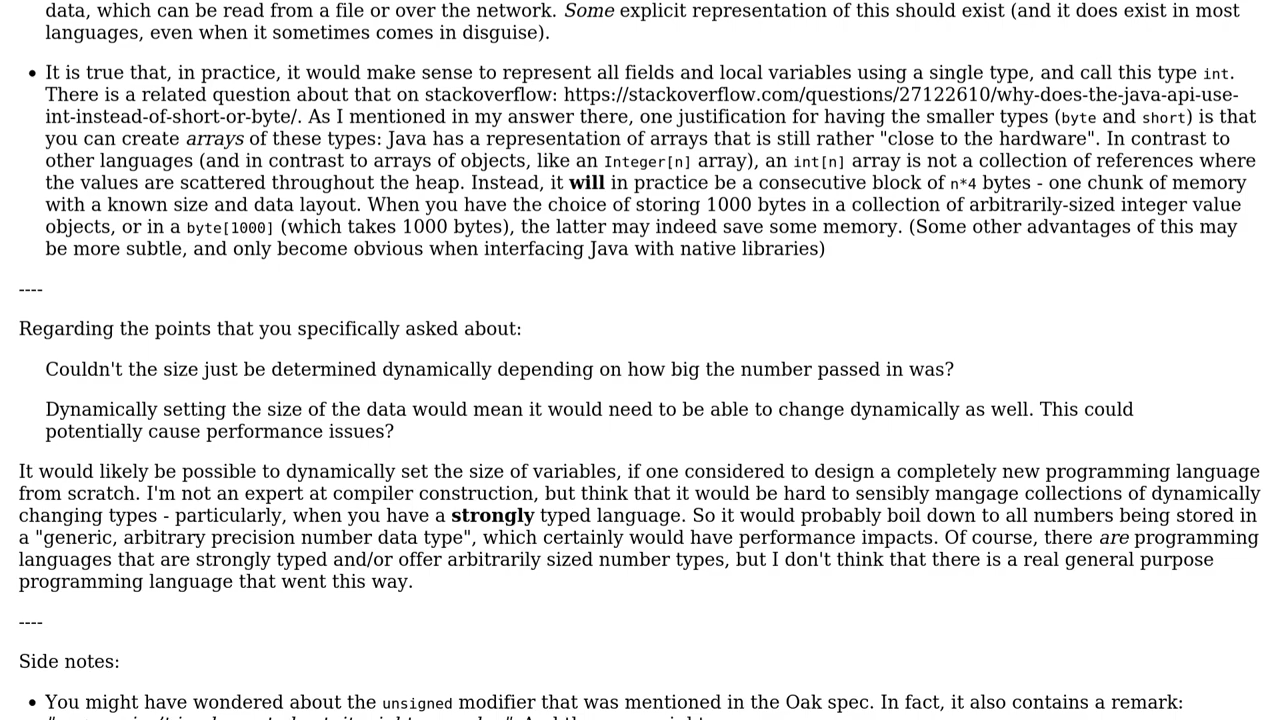 data, which can be read from a file or over the network. Some explicit representation of this should exist (and it does exist in most
languages, even when it sometimes comes in disguise).
• It is true that, in practice, it would make sense to represent all fields and local variables using a single type, and call this type int.
There is a related question about that on stackoverflow: https://stackoverflow.com/questions/27122610/why-does-the-java-api-use-
int-instead-of-short-or-byte/. As I mentioned in my answer there, one justification for having the smaller types (byte and short) is that
you can create arrays of these types: Java has a representation of arrays that is still rather "close to the hardware". In contrast to
other languages (and in contrast to arrays of objects, like an Integer[n] array), an int[n] array is not a collection of references where
the values are scattered throughout the heap. Instead, it will in practice be a consecutive block of n*4 bytes - one chunk of memory
with a known size and data layout. When you have the choice of storing 1000 bytes in a collection of arbitrarily-sized integer value
objects, or in a byte[1000] (which takes 1000 bytes), the latter may indeed save some memory. (Some other advantages of this may
be more subtle, and only become obvious when interfacing Java with native libraries)
----
Regarding the points that you specifically asked about:
Couldn't the size just be determined dynamically depending on how big the number passed in was?
Dynamically setting the size of the data would mean it would need to be able to change dynamically as well. This could
potentially cause performance issues?
It would likely be possible to dynamically set the size of variables, if one considered to design a completely new programming language
from scratch. I'm not an expert at compiler construction, but think that it would be hard to sensibly mangage collections of dynamically
changing types - particularly, when you have a strongly typed language. So it would probably boil down to all numbers being stored in
a "generic, arbitrary precision number data type", which certainly would have performance impacts. Of course, there are programming
languages that are strongly typed and/or offer arbitrarily sized number types, but I don't think that there is a real general purpose
programming language that went this way.
----
Side notes:
• You might have wondered about the unsigned modifier that was mentioned in the Oak spec. In fact, it also contains a remark: